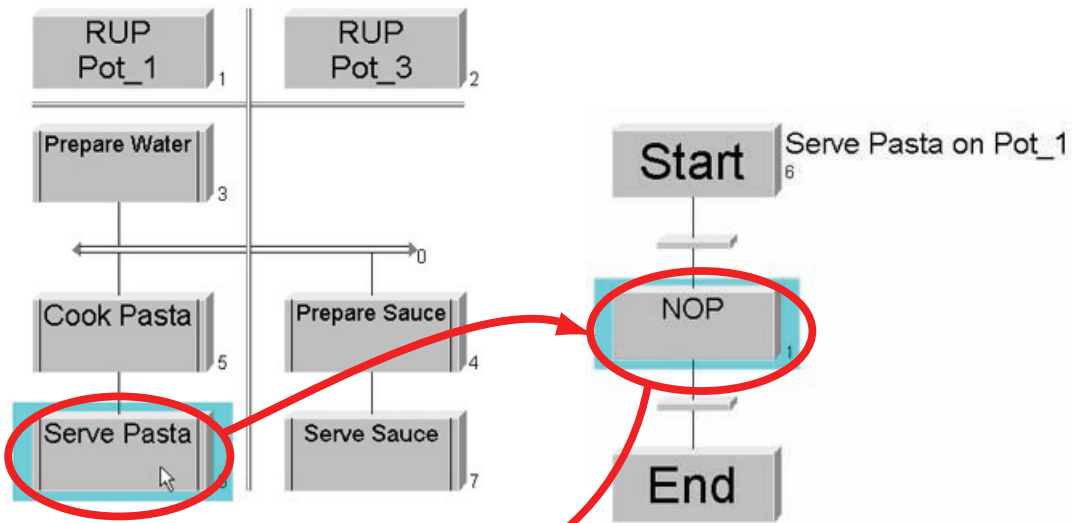 RUP
Pot_1
1
RUP
Pot_3
2
Prepare Water
3
0
Cook Pasta
5
Prepare Sauce
4
Serve Pasta
Serve Sauce
7
Start
6
Serve Pasta on Pot_1
NOP
1
End